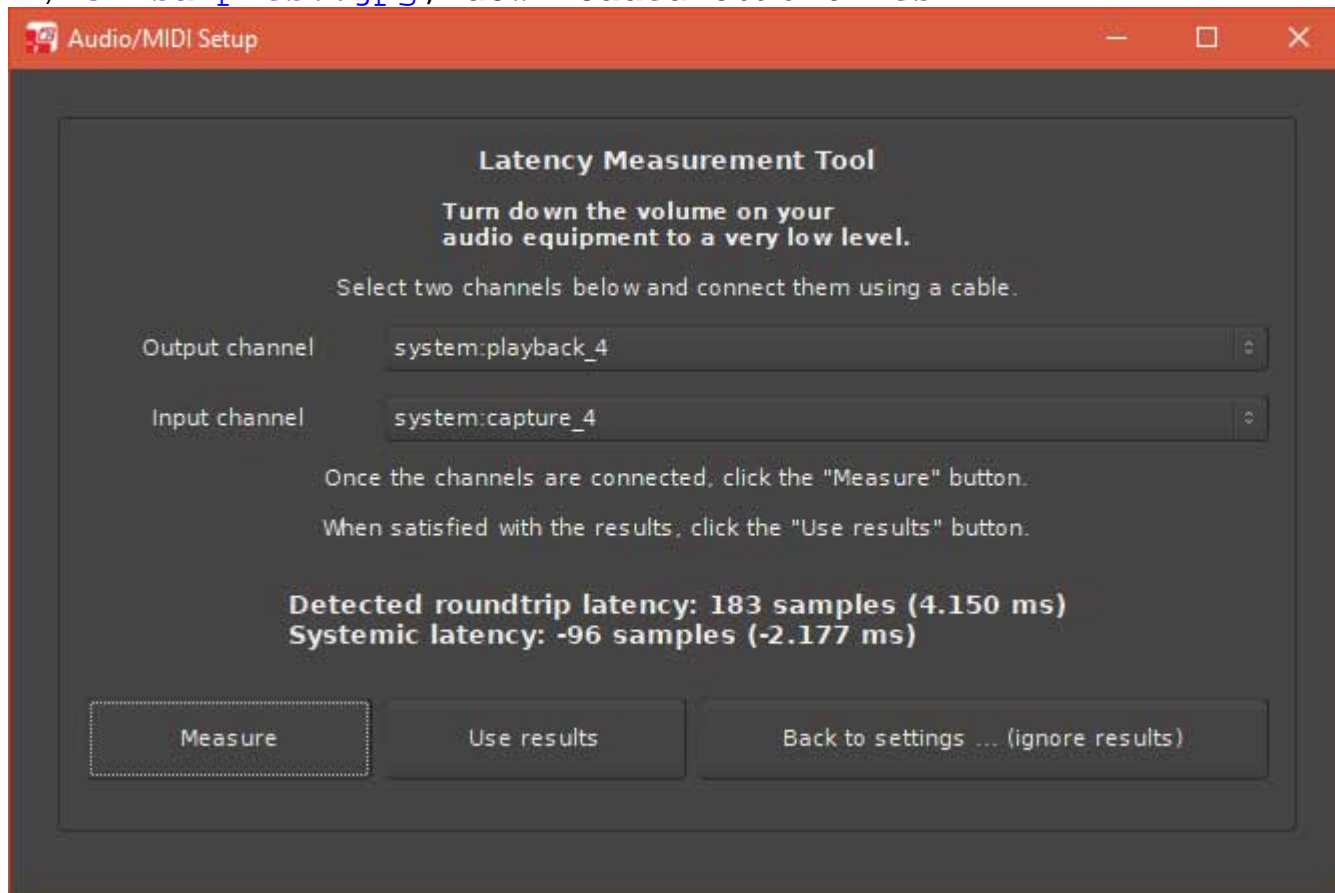 Audio/MIDI Setup
Latency Measurement Tool
Turn down the volume on your
audio equipment to a very low level.
Select two channels below and connect them using a cable.
Output channel system:playback_4
Input channel system:capture_4
Once the channels are connected, click the "Measure" button.
When satisfied with the results, click the "Use results" button.
Detected roundtrip latency: 183 samples (4.150 ms)
Systemic latency: -96 samples (-2.177 ms)
Measure Use results Back to settings ... (ignore results)